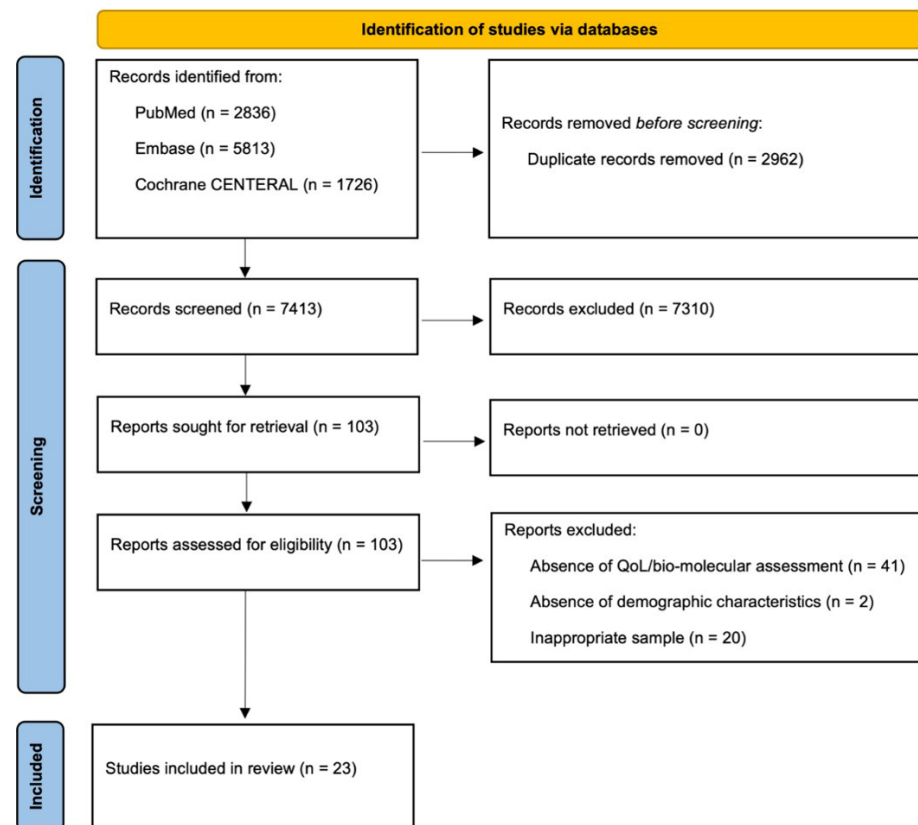 Identification of studies via databases
Identification
Records identified from:
PubMed (n = 2836)
Embase (n = 5813)
Cochrane CENTERAL (n = 1726)
Records removed before screening:
Duplicate records removed (n = 2962)
Screening
Records screened (n = 7413)
Records excluded (n = 7310)
Reports sought for retrieval (n = 103)
Reports not retrieved (n = 0)
Reports assessed for eligibility (n = 103)
Reports excluded:
Absence of QoL/bio-molecular assessment (n = 41)
Absence of demographic characteristics (n = 2)
Inappropriate sample (n = 20)
Included
Studies included in review (n = 23)